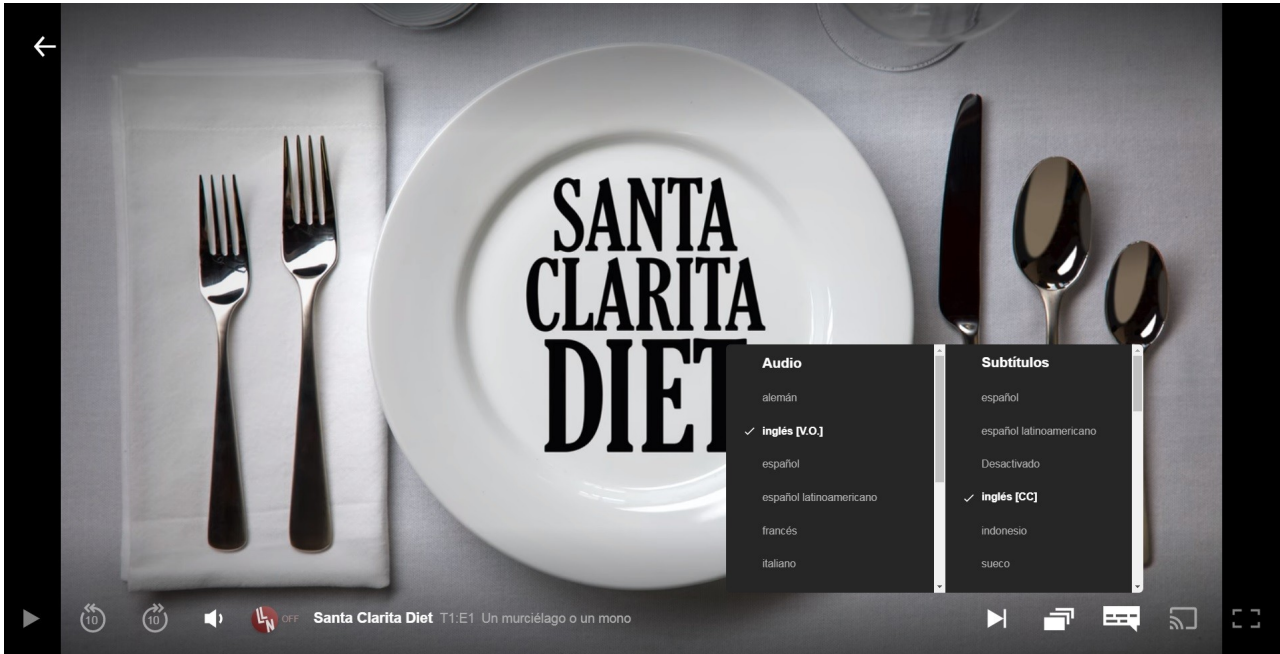 SANTA
CLARITA
DIET
Audio
alemán
inglés [V.O.]
español
español latinoamericano
francés
italiano
Subtítulos
español
español latinoamericano
Desactivado
inglés [CC]
indonesio
sueco
10
10
LLN
OFF
Santa Clarita Diet T1:E1 Un murciélago o un mono